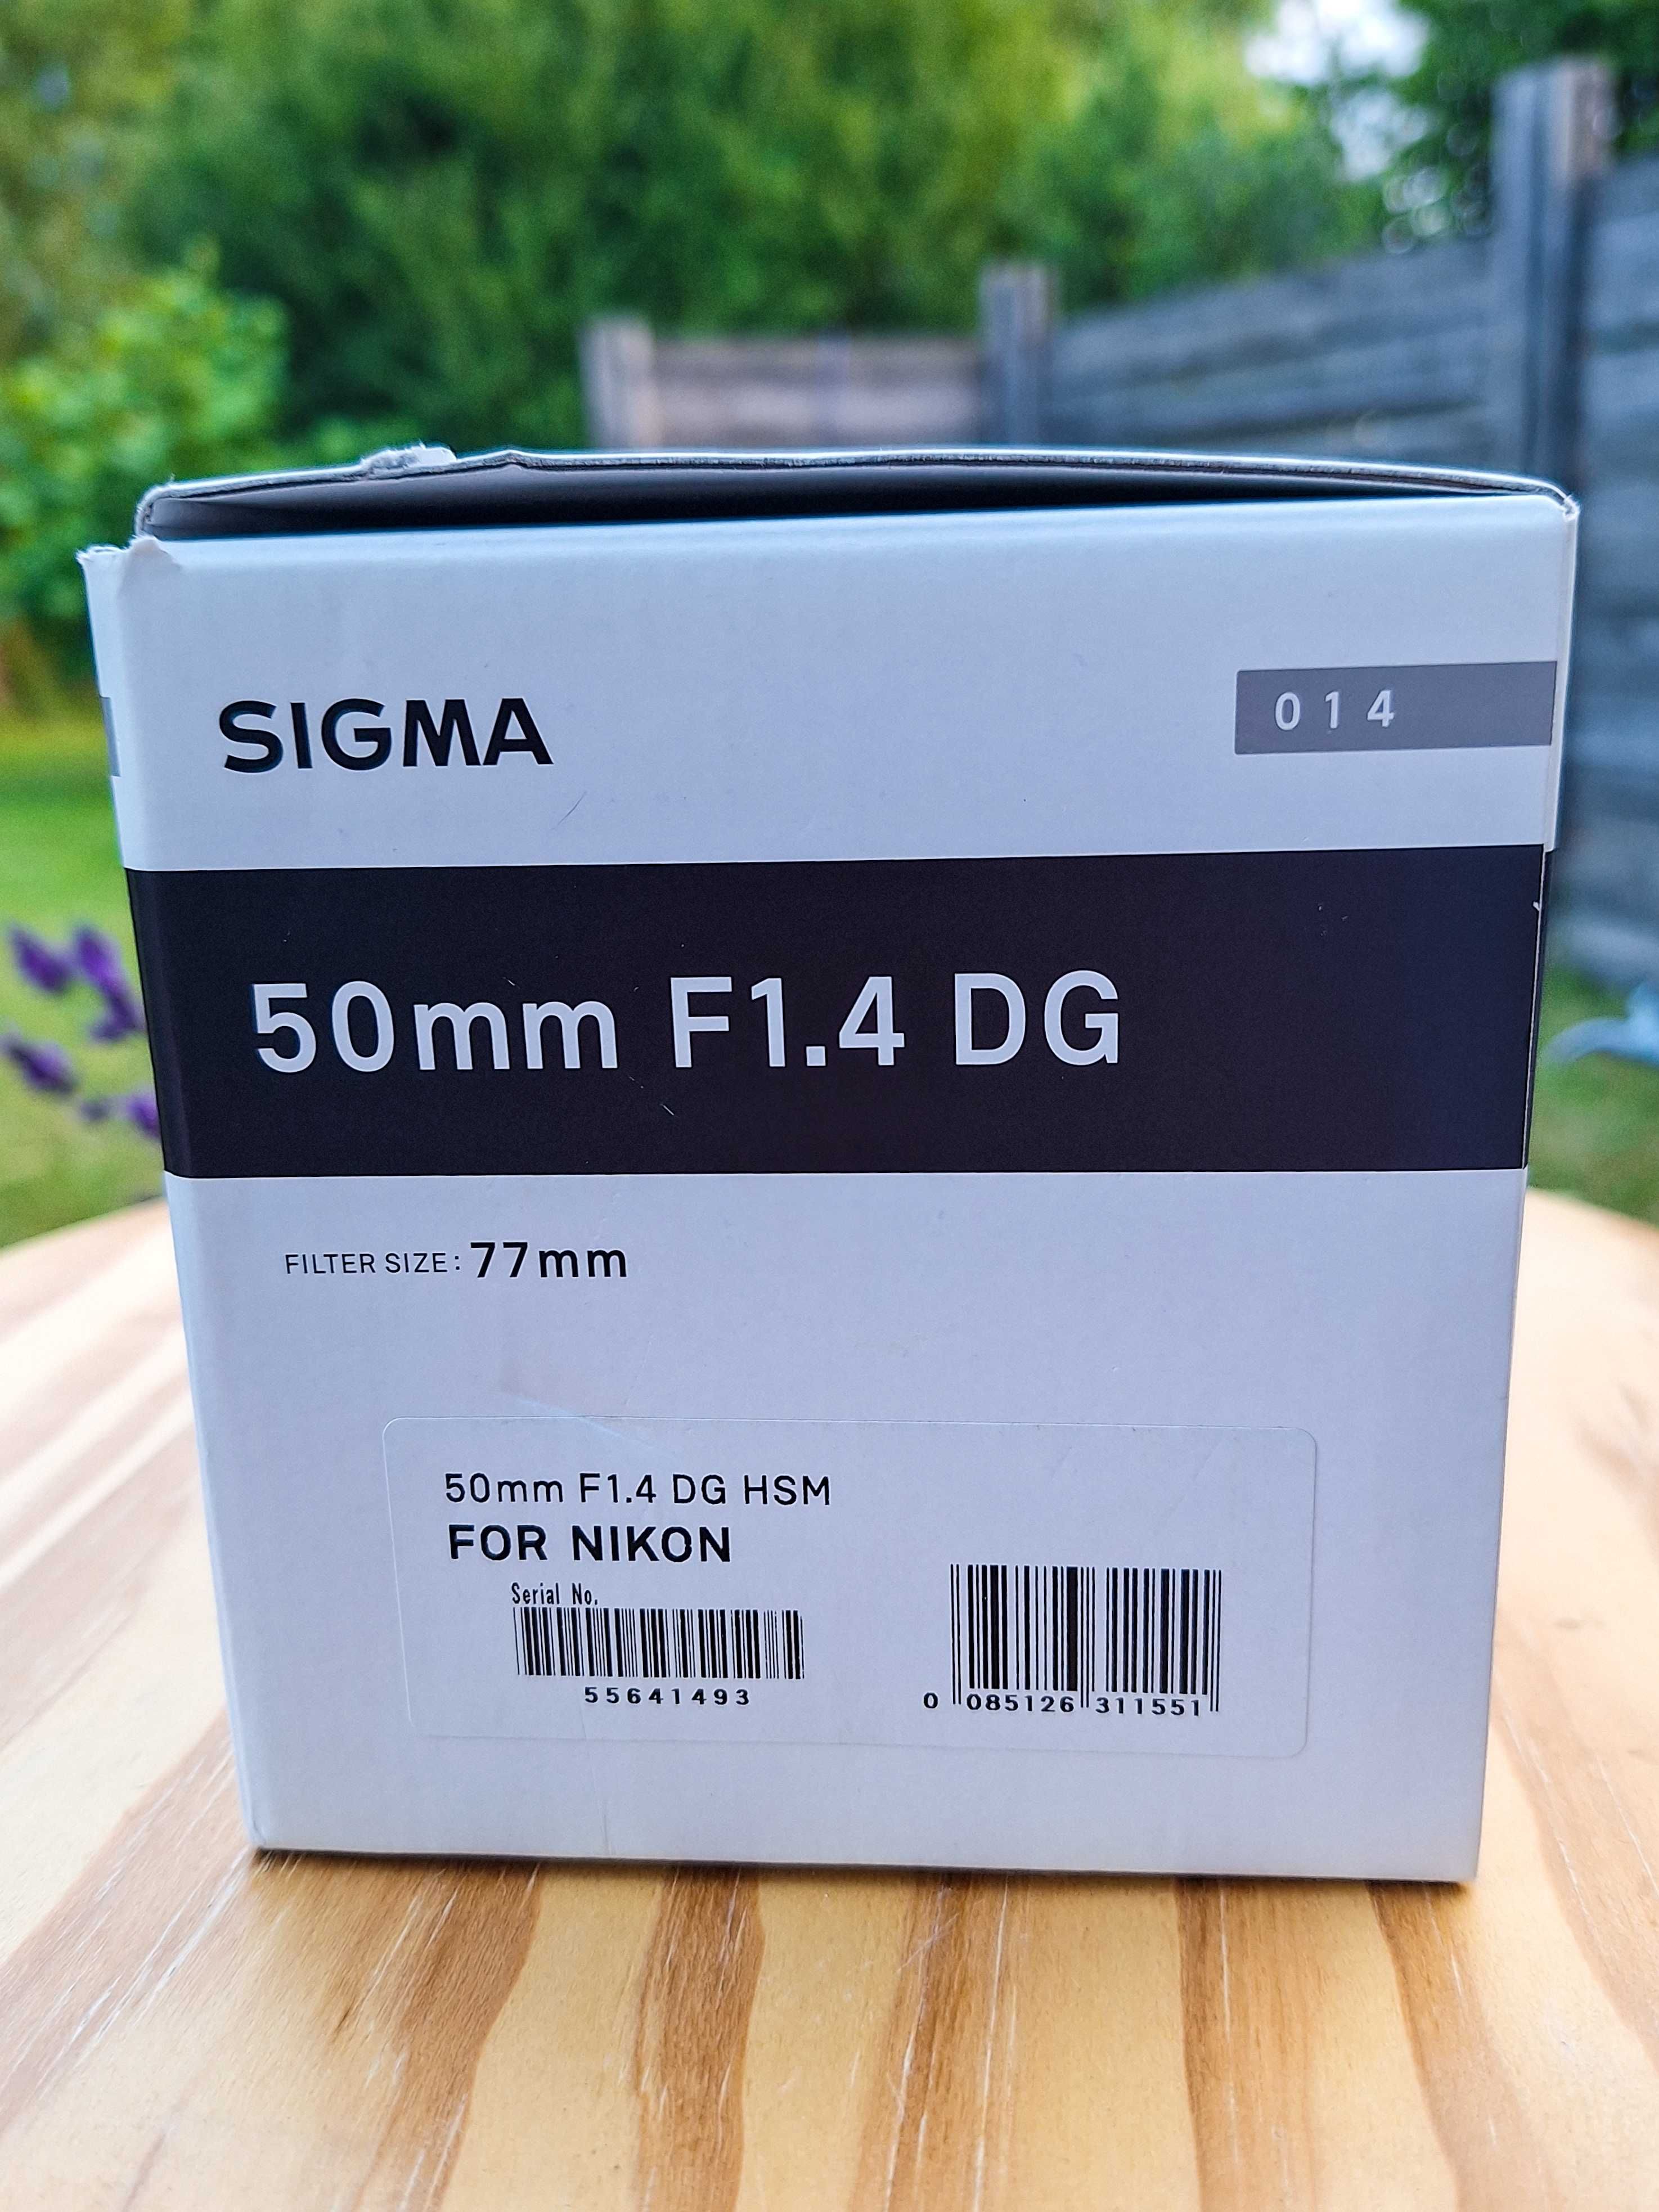 SIGMA
014
50mm F1.4 DG
FILTER SIZE: 77mm
50mm F1.4 DG HSM
FOR NIKON
Serial No.
55641493
0 085126 311551